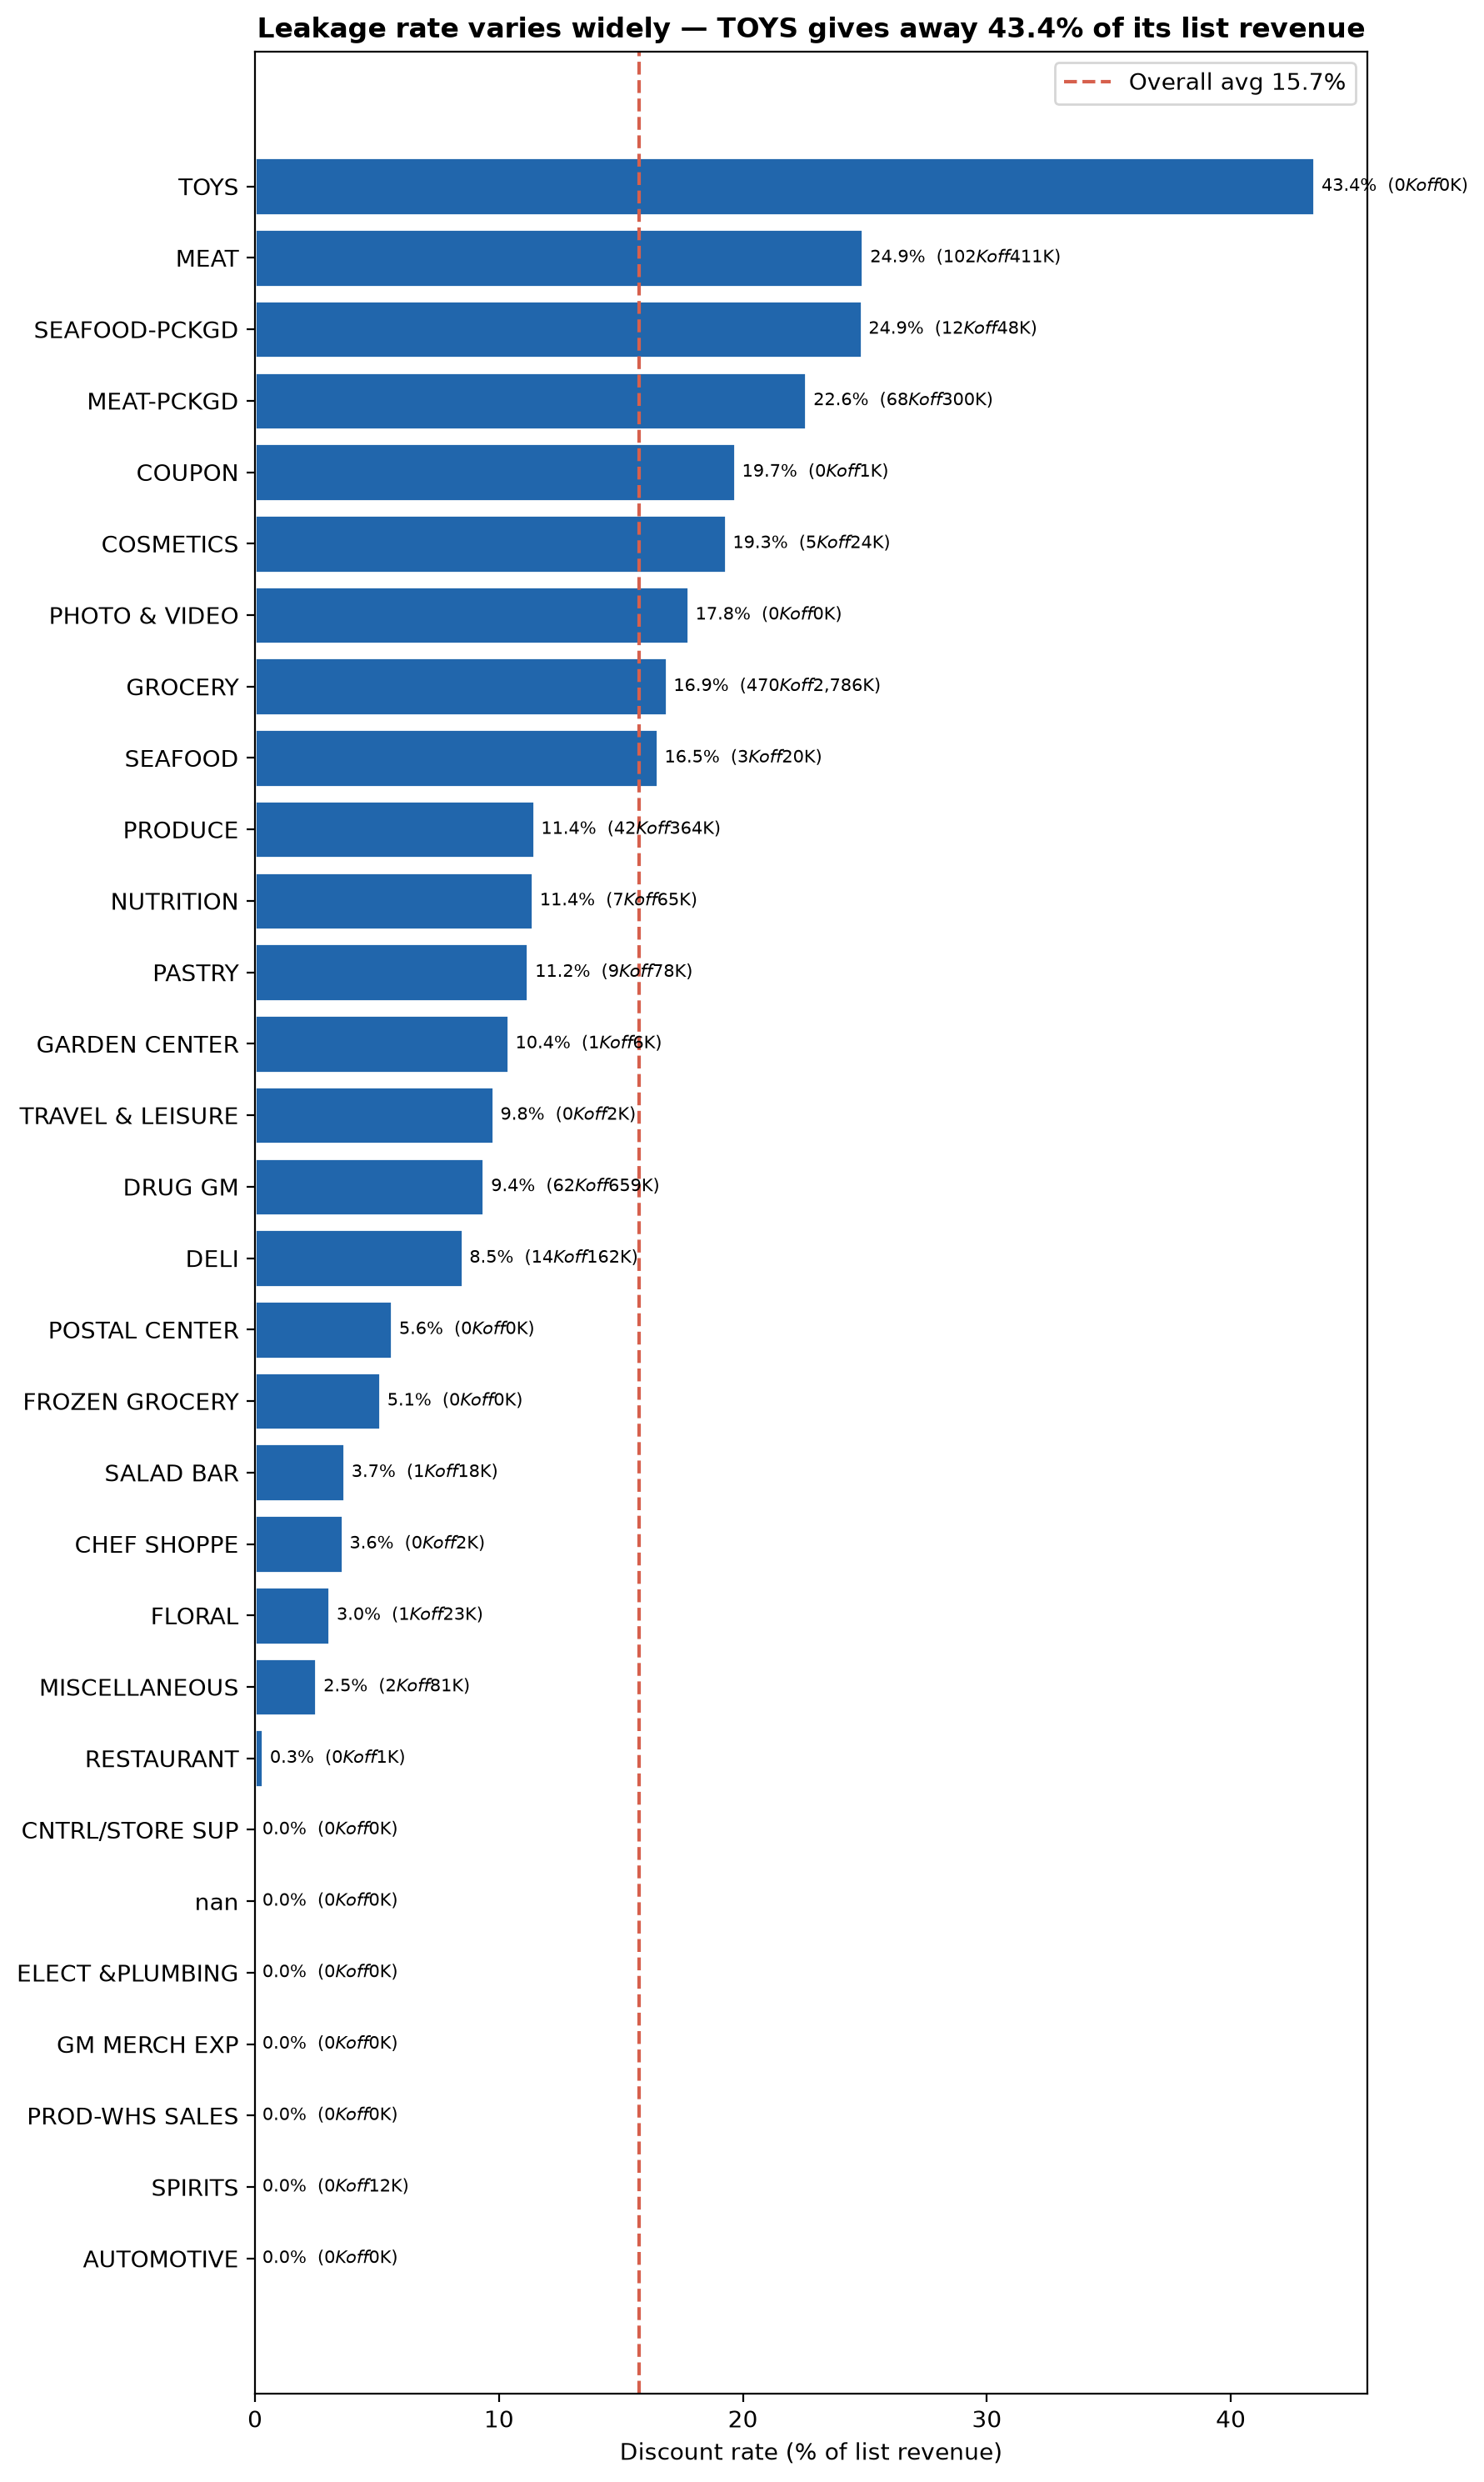 Leakage rate varies widely — TOYS gives away 43.4% of its list revenue
Overall avg 15.7%
TOYS 43.4% (0Koff0K)
MEAT 24.9% (102Koff411K)
SEAFOOD-PCKGD 24.9% (12Koff48K)
MEAT-PCKGD 22.6% (68Koff300K)
COUPON 19.7% (0Koff1K)
COSMETICS 19.3% (5Koff24K)
PHOTO & VIDEO 17.8% (0Koff0K)
GROCERY 16.9% (470Koff2,786K)
SEAFOOD 16.5% (3Koff20K)
PRODUCE 11.4% (42Koff364K)
NUTRITION 11.4% (7Koff65K)
PASTRY 11.2% (9Koff78K)
GARDEN CENTER 10.4% (1Koff6K)
TRAVEL & LEISURE 9.8% (0Koff2K)
DRUG GM 9.4% (62Koff659K)
DELI 8.5% (14Koff162K)
POSTAL CENTER 5.6% (0Koff0K)
FROZEN GROCERY 5.1% (0Koff0K)
SALAD BAR 3.7% (1Koff18K)
CHEF SHOPPE 3.6% (0Koff2K)
FLORAL 3.0% (1Koff23K)
MISCELLANEOUS 2.5% (2Koff81K)
RESTAURANT 0.3% (0Koff1K)
CNTRL/STORE SUP 0.0% (0Koff0K)
nan 0.0% (0Koff0K)
ELECT &PLUMBING 0.0% (0Koff0K)
GM MERCH EXP 0.0% (0Koff0K)
PROD-WHS SALES 0.0% (0Koff0K)
SPIRITS 0.0% (0Koff12K)
AUTOMOTIVE 0.0% (0Koff0K)
0 10 20 30 40
Discount rate (% of list revenue)